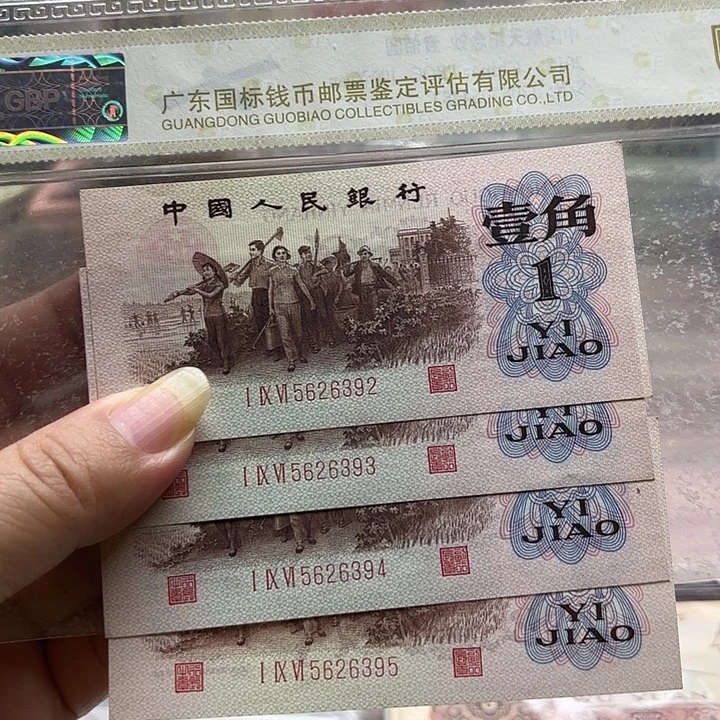 GBP
广东国标钱币邮票鉴定评估有限公司
GUANGDONG GUOBIAO COLLECTIBLES GRADING CO.,LTD
中國人民銀行
壹角
1
YI
JIAO
I IX VI 5626392
YI
JIAO
I IX VI 5626393
YI
JIAO
I IX VI 5626394
YI
JIAO
I IX VI 5626395